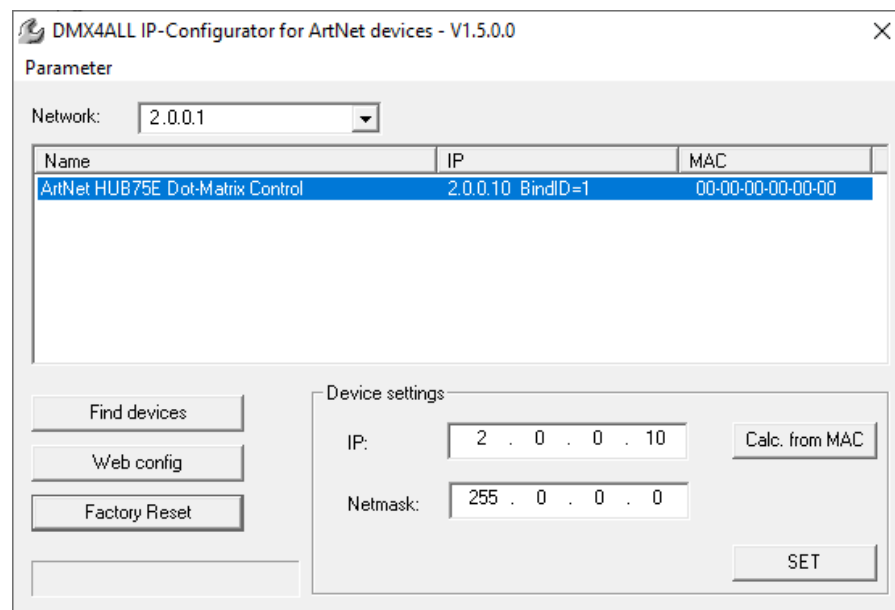 DMX4ALL IP-Configurator for ArtNet devices - V1.5.0.0
Parameter
Network: 2.0.0.1
Name IP MAC
ArtNet HUB75E Dot-Matrix Control 2.0.0.10 BindID=1 00-00-00-00-00-00
Find devices
Web config
Factory Reset
Device settings
IP: 2 . 0 . 0 . 10 Calc. from MAC
Netmask: 255 . 0 . 0 . 0
SET